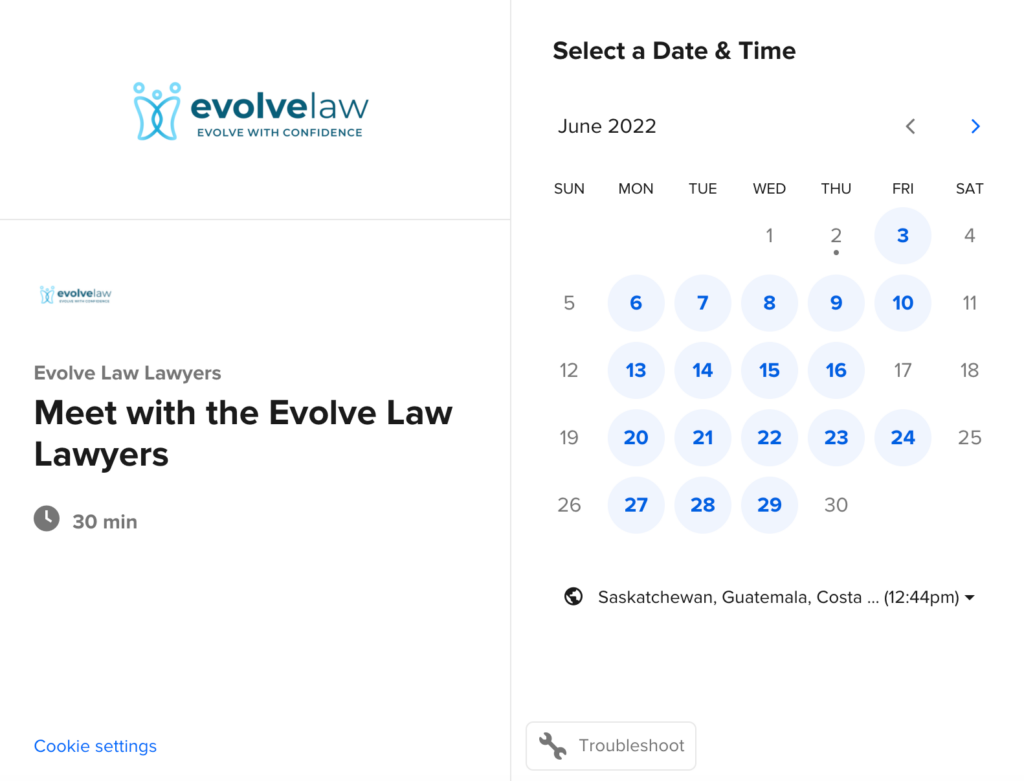 evolvelaw
EVOLVE WITH CONFIDENCE
evolvelaw
EVOLVE WITH CONFIDENCE
Evolve Law Lawyers
Meet with the Evolve Law
Lawyers
30 min
Cookie settings
Select a Date & Time
June 2022
SUN MON TUE WED THU FRI SAT
1 2 3 4
5 6 7 8 9 10 11
12 13 14 15 16 17 18
19 20 21 22 23 24 25
26 27 28 29 30
Saskatchewan, Guatemala, Costa ... (12:44pm)
Troubleshoot